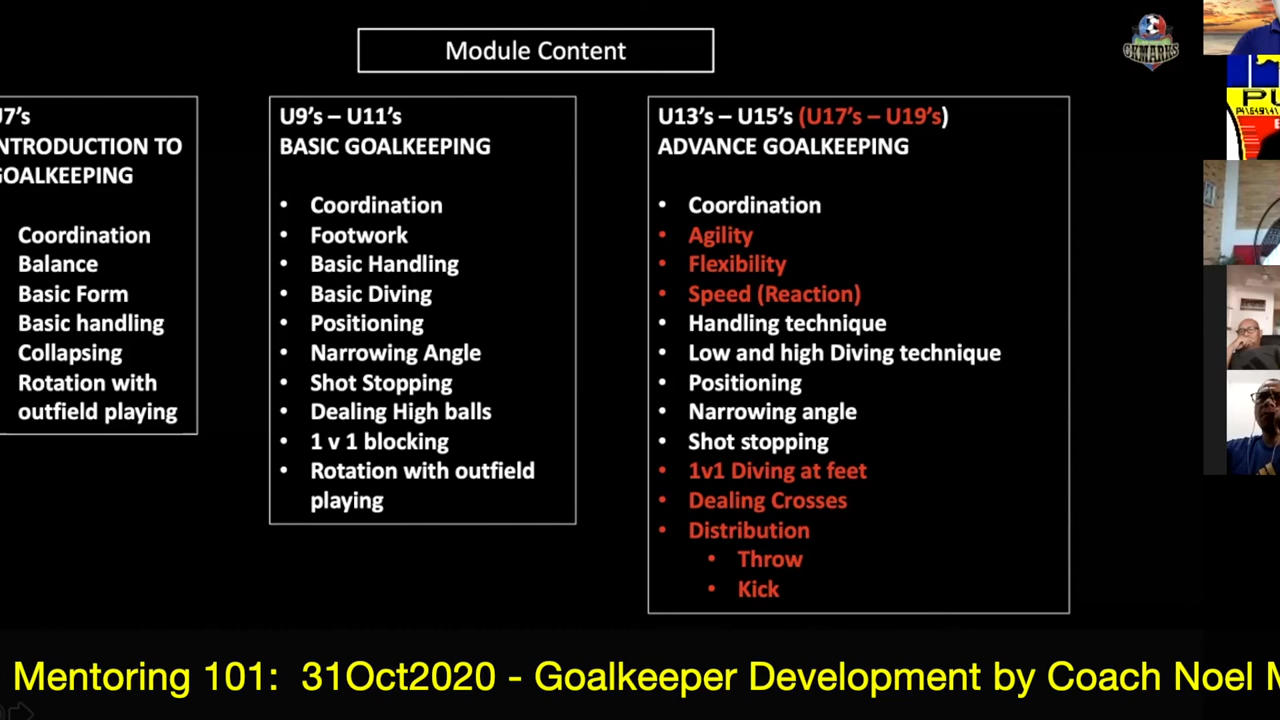 Module Content
GKMARKS
U7's
NTRODUCTION TO
GOALKEEPING
Coordination
Balance
Basic Form
Basic handling
Collapsing
Rotation with
outfield playing
U9's – U11's
BASIC GOALKEEPING
• Coordination
• Footwork
• Basic Handling
• Basic Diving
• Positioning
• Narrowing Angle
• Shot Stopping
• Dealing High balls
• 1 v 1 blocking
• Rotation with outfield
playing
U13's – U15's (U17's – U19's)
ADVANCE GOALKEEPING
• Coordination
• Agility
• Flexibility
• Speed (Reaction)
• Handling technique
• Low and high Diving technique
• Positioning
• Narrowing angle
• Shot stopping
• 1v1 Diving at feet
• Dealing Crosses
• Distribution
• Throw
• Kick
PU
Mentoring 101: 31Oct2020 - Goalkeeper Development by Coach Noel M